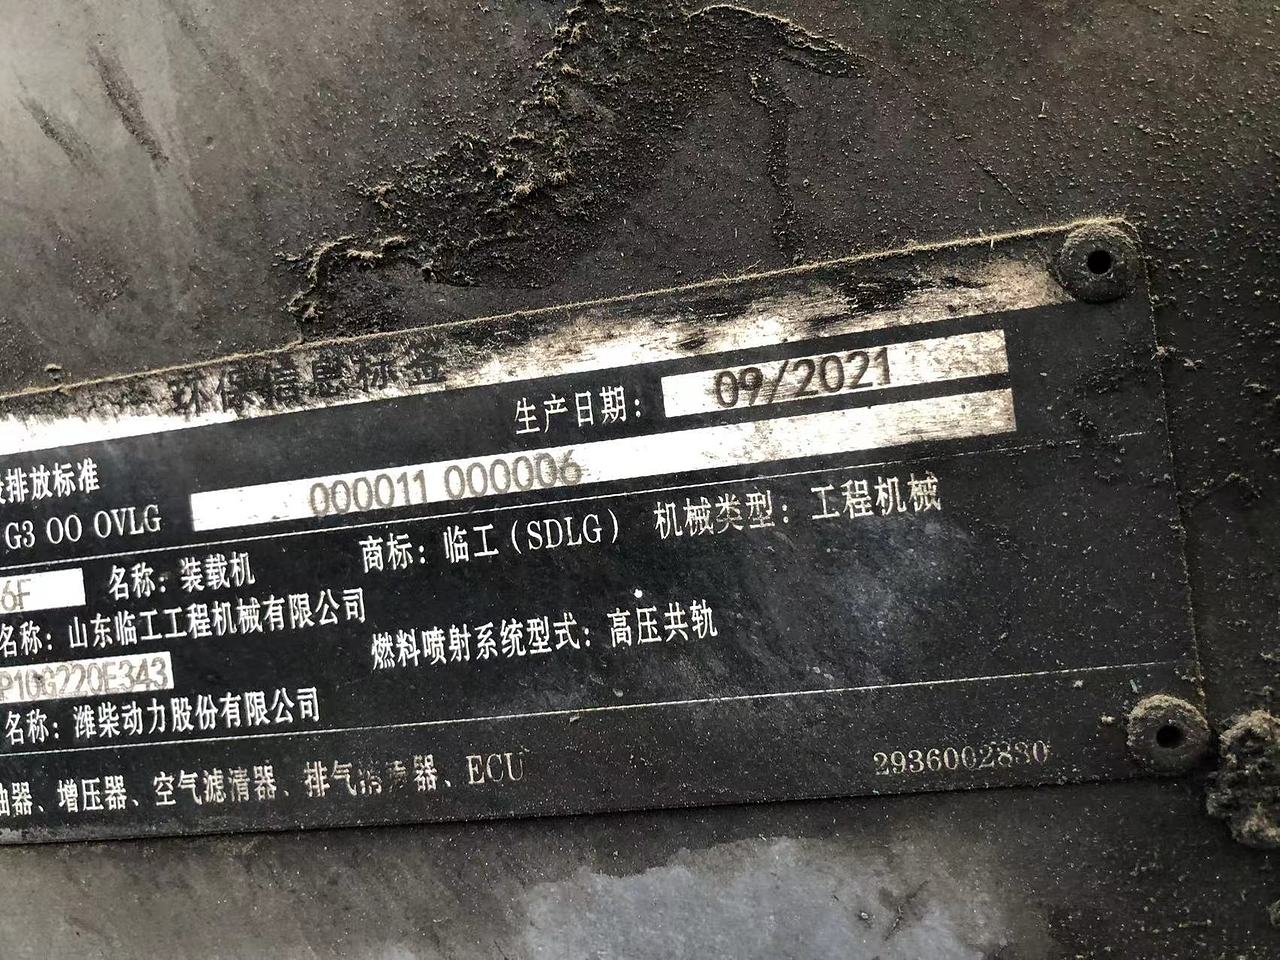 环保信息标签
排放标准 生产日期: 09/2021
G3 00 0VLG 000011 000006
6F 名称: 装载机 商标: 临工(SDLG) 机械类型: 工程机械
名称: 山东临工工程机械有限公司
P10G220E343 燃料喷射系统型式: 高压共轨
名称: 潍柴动力股份有限公司
油器、增压器、空气滤清器、排气消声器、ECU 2936002830